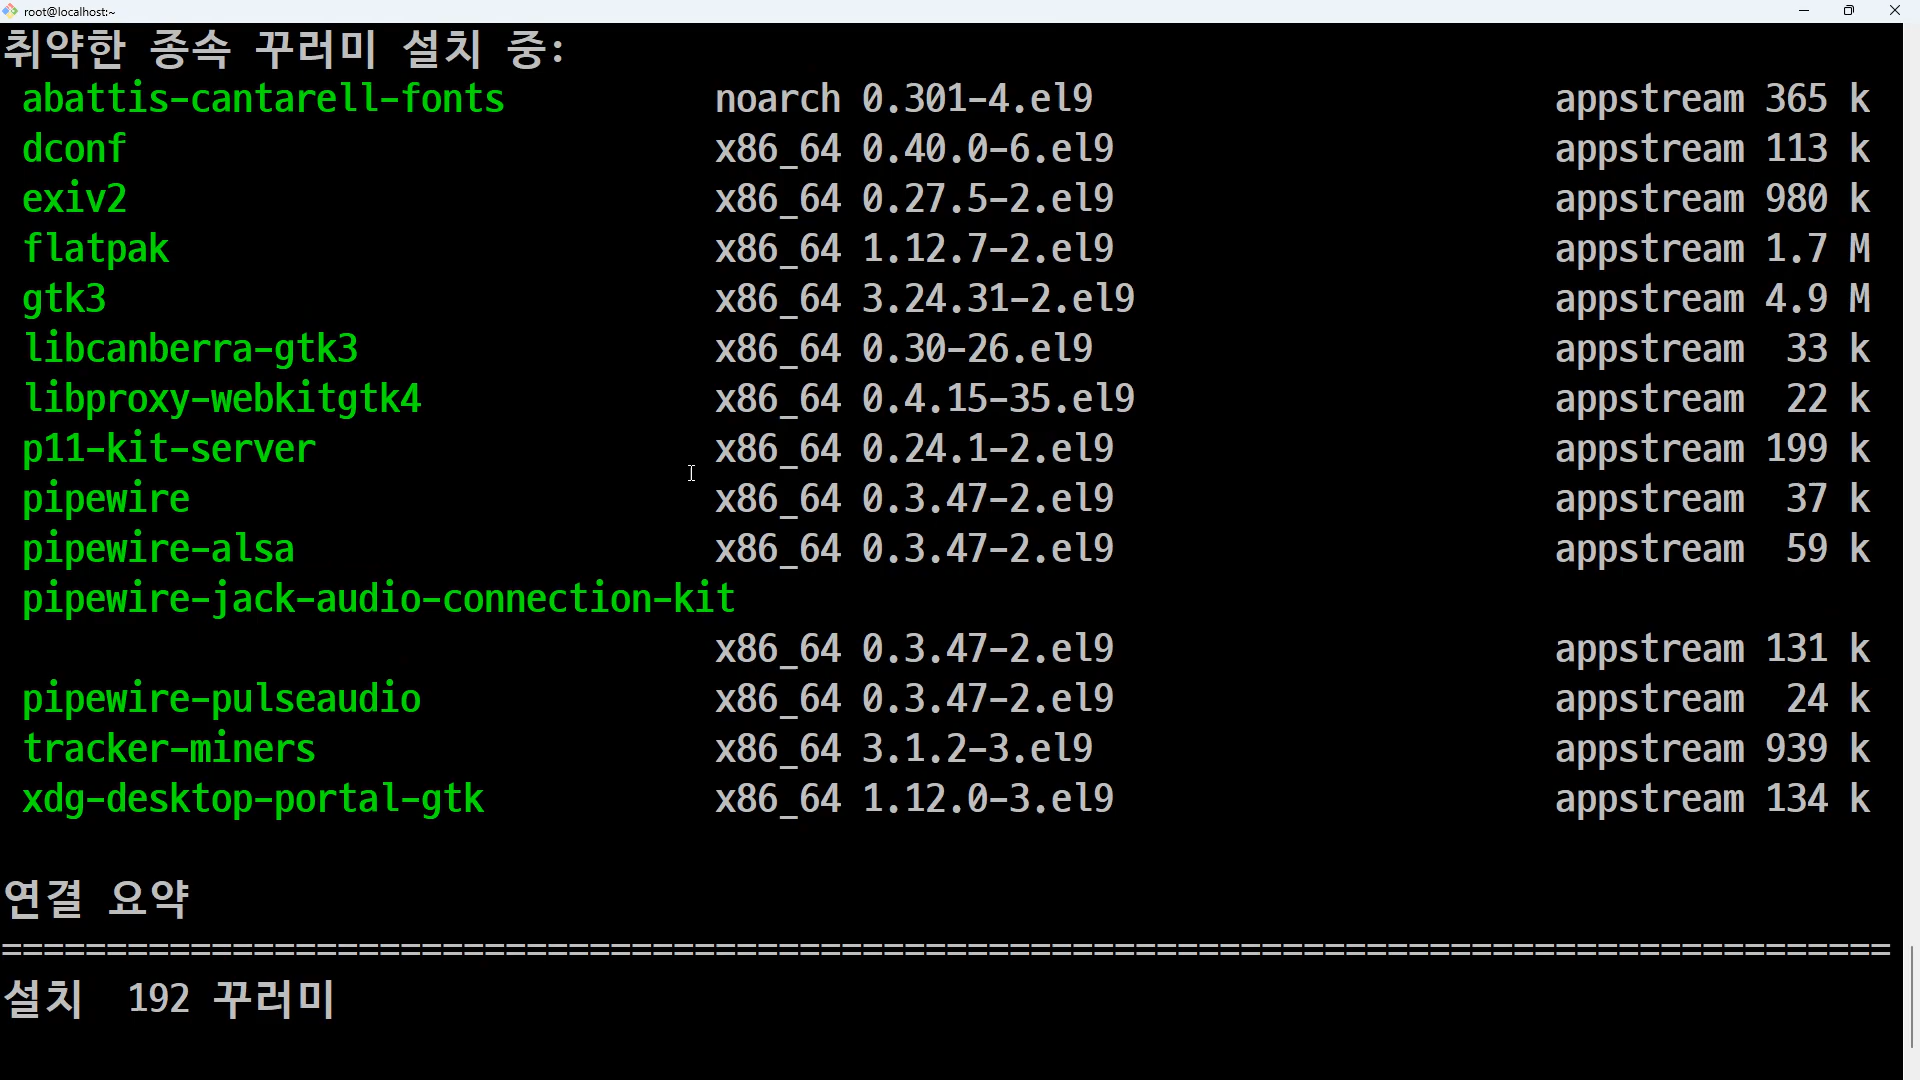 root@localhost:~
취약한 종속 꾸러미 설치 중:
abattis-cantarell-fonts noarch 0.301-4.el9 appstream 365 k
dconf x86_64 0.40.0-6.el9 appstream 113 k
exiv2 x86_64 0.27.5-2.el9 appstream 980 k
flatpak x86_64 1.12.7-2.el9 appstream 1.7 M
gtk3 x86_64 3.24.31-2.el9 appstream 4.9 M
libcanberra-gtk3 x86_64 0.30-26.el9 appstream 33 k
libproxy-webkitgtk4 x86_64 0.4.15-35.el9 appstream 22 k
p11-kit-server x86_64 0.24.1-2.el9 appstream 199 k
pipewire x86_64 0.3.47-2.el9 appstream 37 k
pipewire-alsa x86_64 0.3.47-2.el9 appstream 59 k
pipewire-jack-audio-connection-kit
x86_64 0.3.47-2.el9 appstream 131 k
pipewire-pulseaudio x86_64 0.3.47-2.el9 appstream 24 k
tracker-miners x86_64 3.1.2-3.el9 appstream 939 k
xdg-desktop-portal-gtk x86_64 1.12.0-3.el9 appstream 134 k
연결 요약
==========================================================================================
설치 192 꾸러미